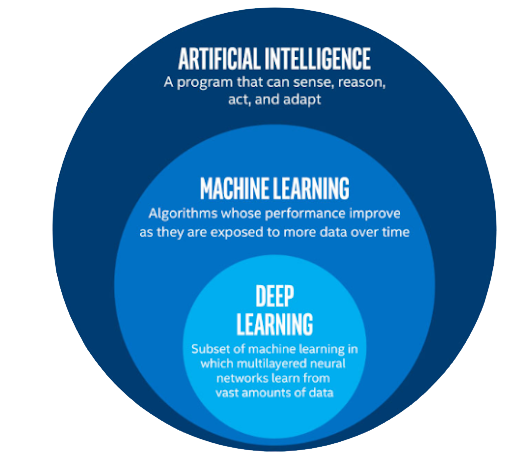 ARTIFICIAL INTELLIGENCE
A program that can sense, reason,
act, and adapt
MACHINE LEARNING
Algorithms whose performance improve
as they are exposed to more data over time
DEEP
LEARNING
Subset of machine learning in
which multilayered neural
networks learn from
vast amounts of data